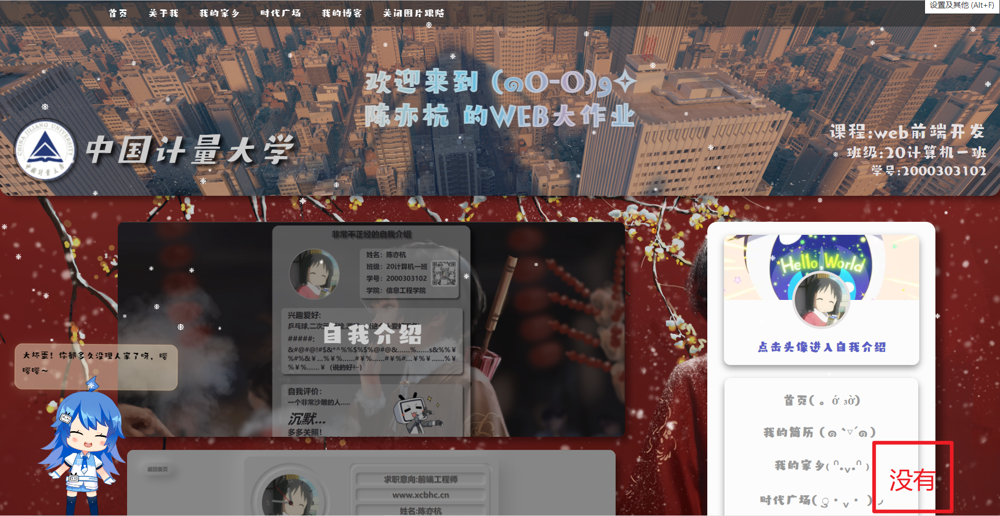 首页 关于我 我的家乡 时代广场 我的博客 关闭图片跟随
设置及其他 (Alt+F)
欢迎来到 (๑O-O)و✧
陈亦杭 的WEB大作业
CHINA JILIANG UNIVERSITY
中国计量大学
中国计量大学
课程:web前端开发
班级:20计算机一班
学号:2000303102
非常不正经的自我介绍
姓名：陈亦杭
班级：20计算机一班
学号：2000303102
学院：信息工程学院
兴趣爱好:
乒乓球,二次元
自我介绍
#####:
&#@#@!#$&*^%%$%$%@#@&......%......s&%%￥
%#%&￥...%￥%......#￥%......#￥%#...￥%￥......%￥
%￥%......￥（说的好！）
自我评价:
一个非常沙雕的人.....
沉默...
多多关照！
Hello,World
点击头像进入自我介绍
首页(
我的简历
我的家乡
时代广场
没有
大坏蛋！你都多久没理人家了呀，嘤
嘤嘤～
返回首页
求职意向:前端工程师
www.xcbhc.cn
姓名:陈亦杭